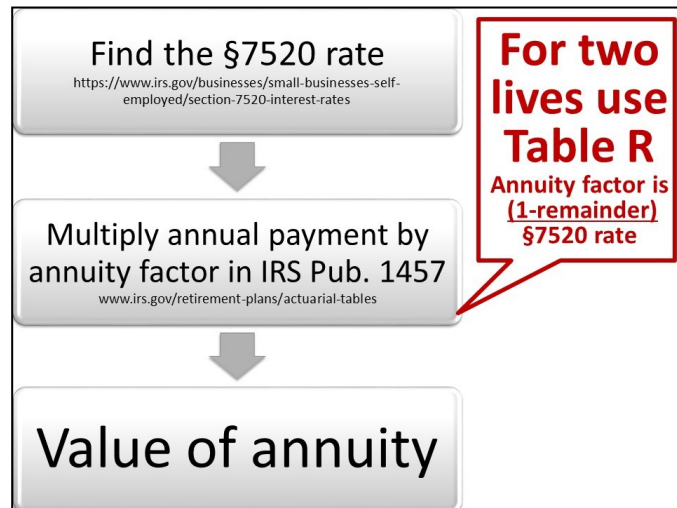 Find the §7520 rate
https://www.irs.gov/businesses/small-businesses-self-
employed/section-7520-interest-rates
Multiply annual payment by
annuity factor in IRS Pub. 1457
www.irs.gov/retirement-plans/actuarial-tables
Value of annuity
For two
lives use
Table R
Annuity factor is
(1-remainder)
§7520 rate